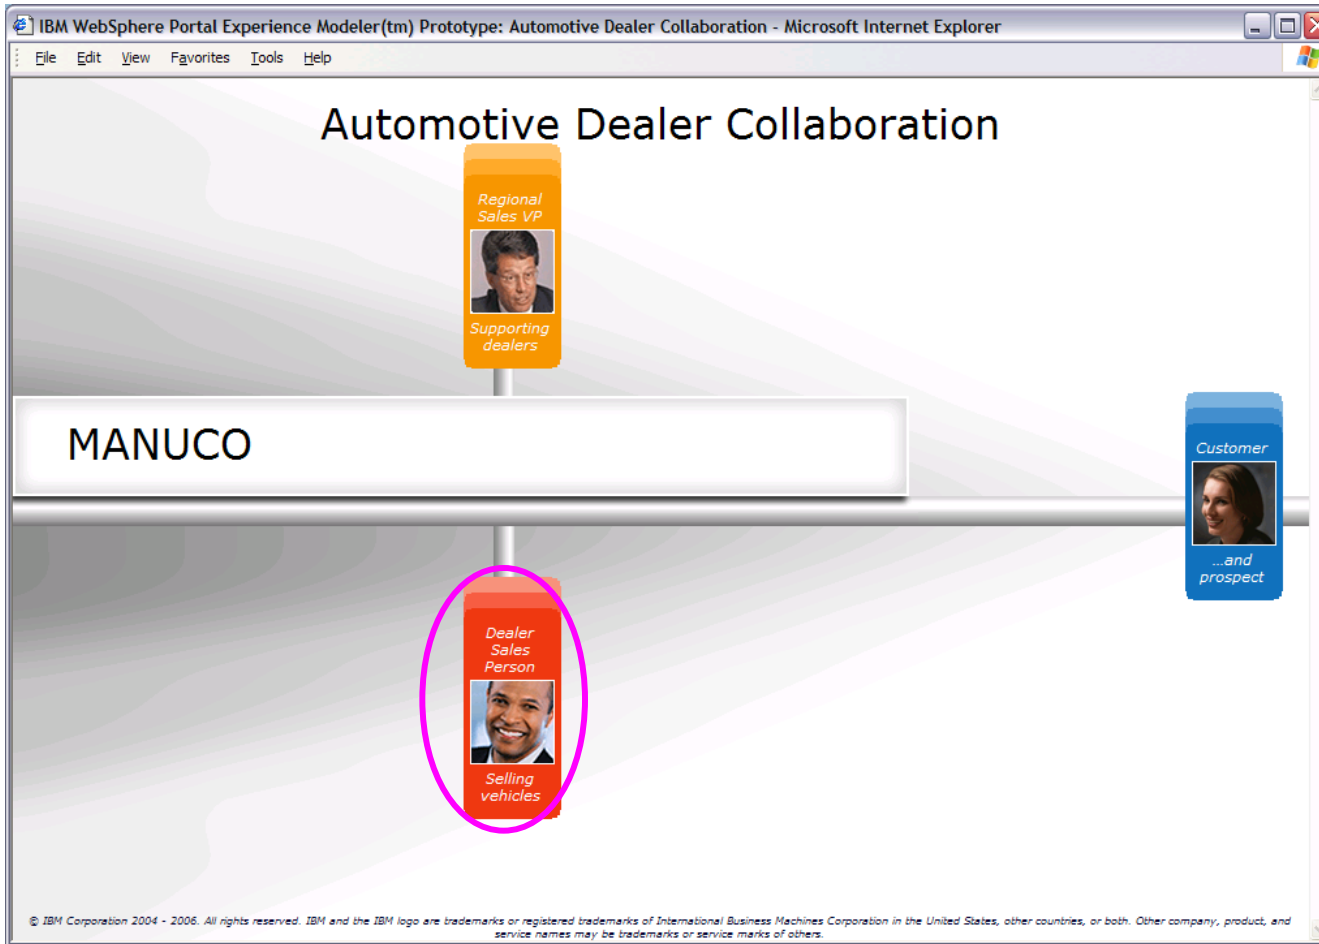 IBM WebSphere Portal Experience Modeler(tm) Prototype: Automotive Dealer Collaboration - Microsoft Internet Explorer
File Edit View Favorites Tools Help
Automotive Dealer Collaboration
Regional
Sales VP
Supporting
dealers
MANUCO
Customer
...and
prospect
Dealer
Sales
Person
Selling
vehicles
© IBM Corporation 2004 - 2006. All rights reserved. IBM and the IBM logo are trademarks or registered trademarks of International Business Machines Corporation in the United States, other countries, or both. Other company, product, and
service names may be trademarks or service marks of others.